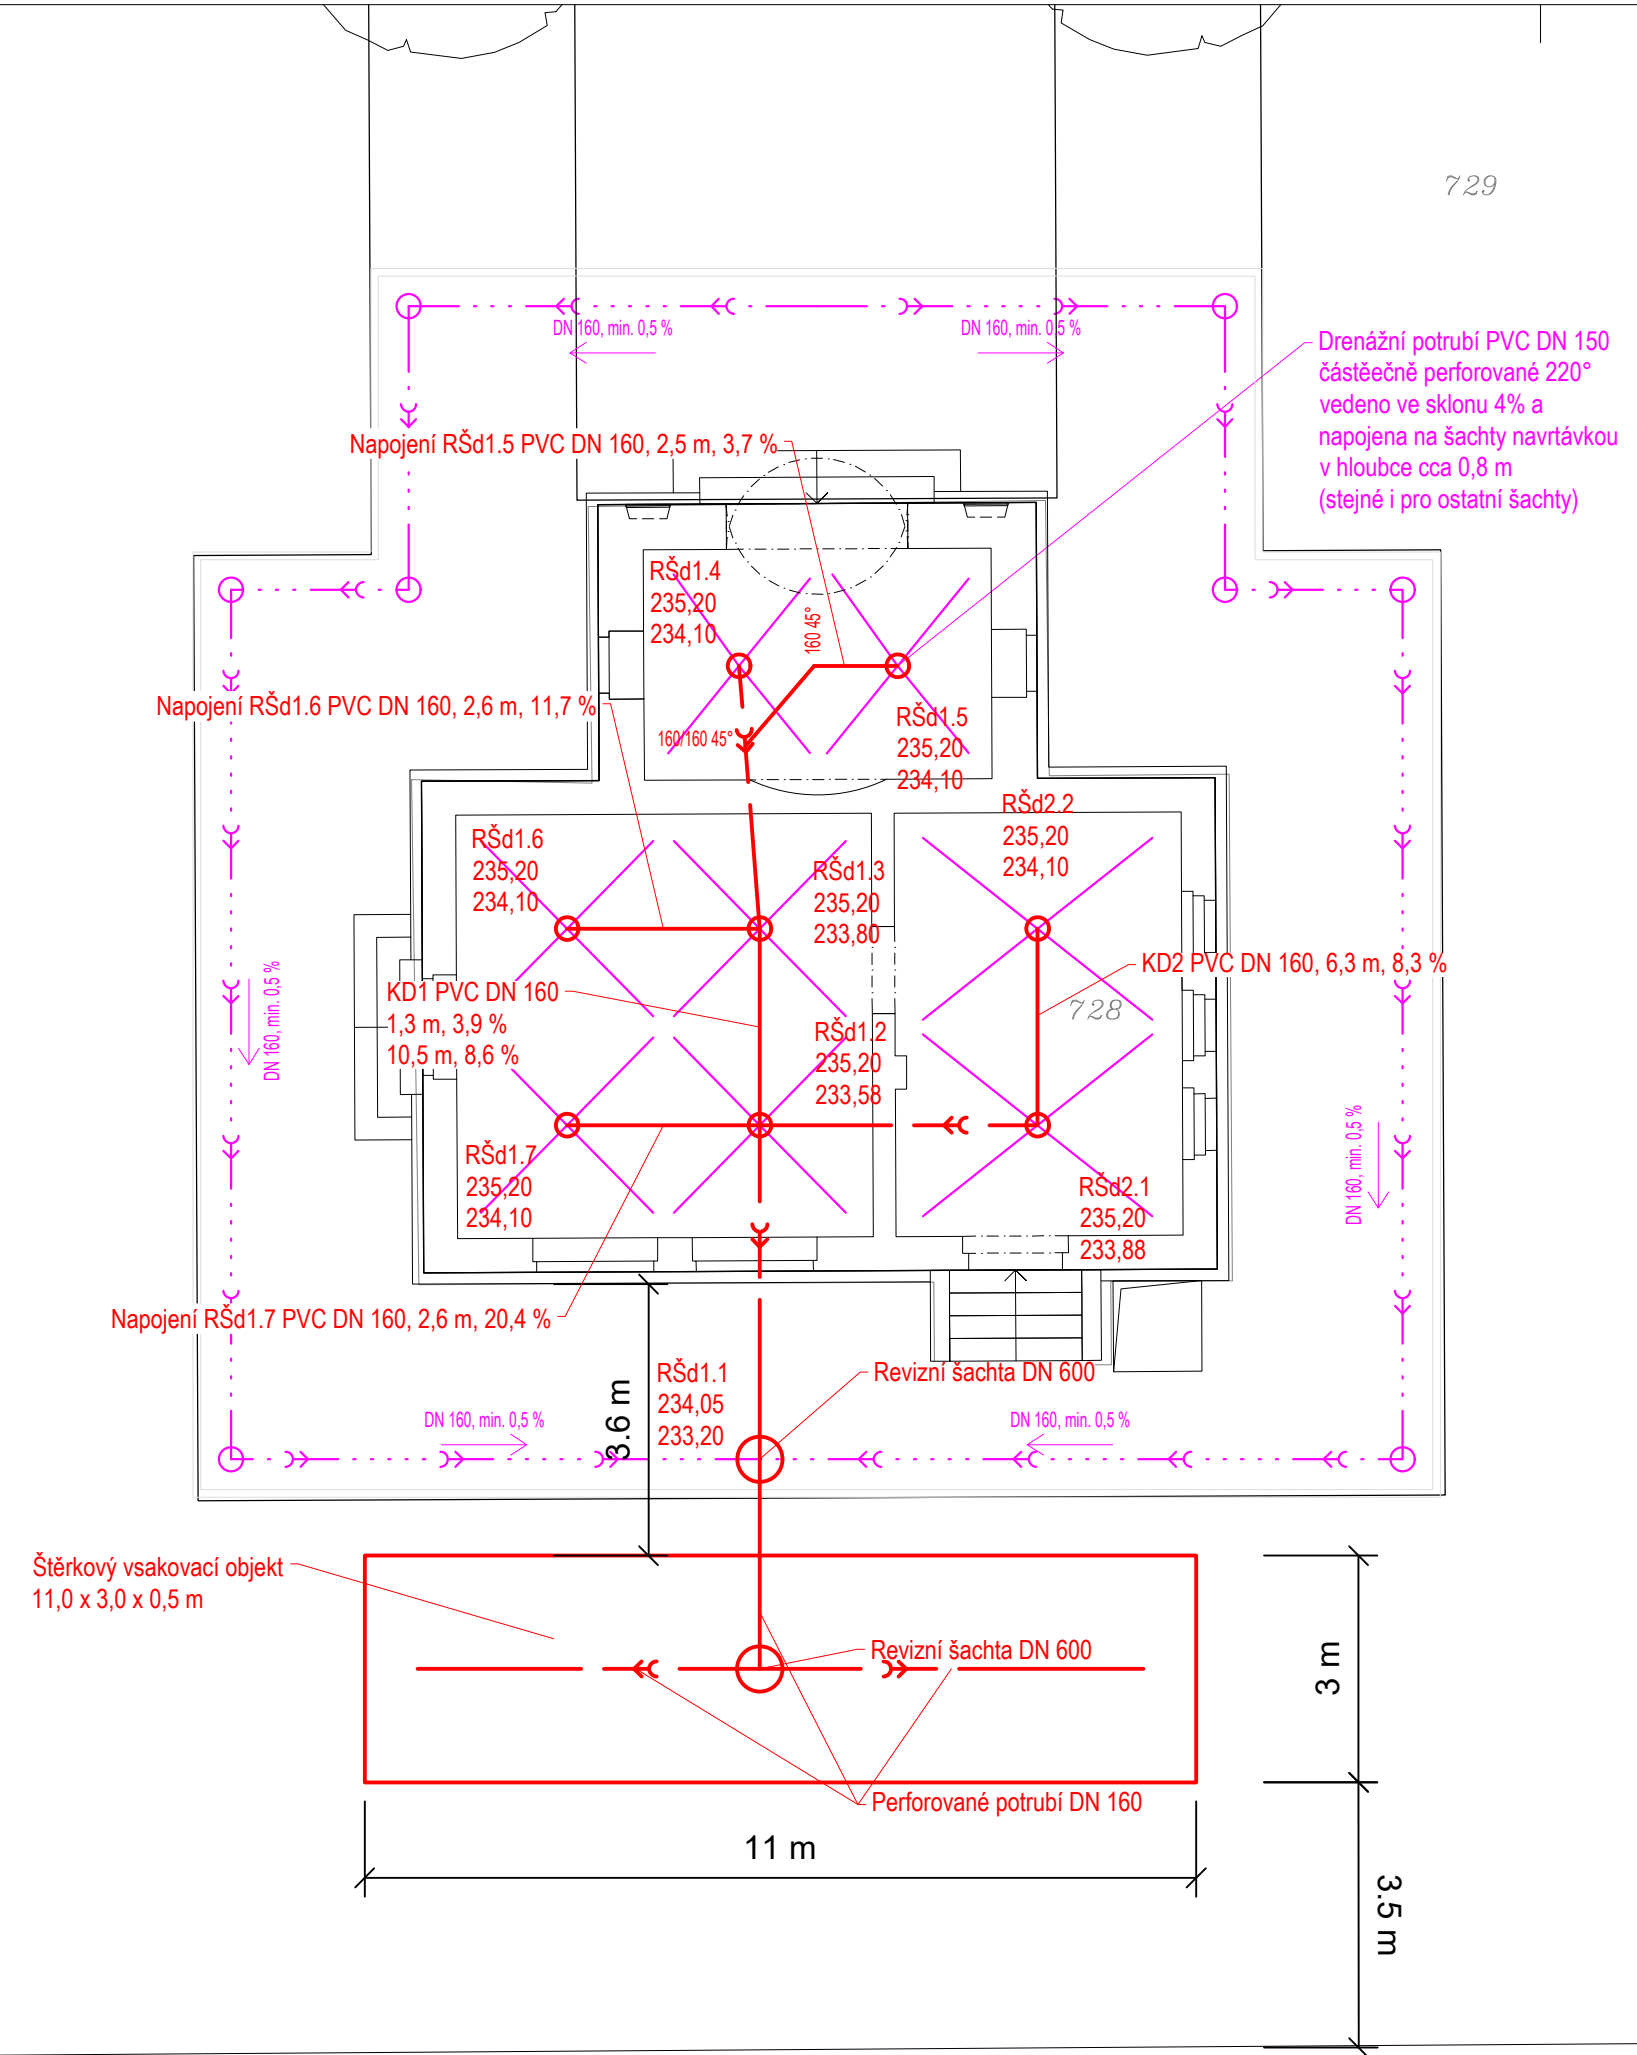 729
DN 160, min. 0,5 %
DN 160, min. 0,5 %
Drenážní potrubí PVC DN 150
částěečně perforované 220°
vedeno ve sklonu 4% a
napojena na šachty navrtávkou
v hloubce cca 0,8 m
(stejné i pro ostatní šachty)
Napojení RŠd1.5 PVC DN 160, 2,5 m, 3,7 %
RŠd1.4
235,20
234,10
160 45°
Napojení RŠd1.6 PVC DN 160, 2,6 m, 11,7 %
160/160 45°
RŠd1.5
235,20
234,10
RŠd2.2
235,20
234,10
RŠd1.6
235,20
234,10
RŠd1.3
235,20
233,80
KD2 PVC DN 160, 6,3 m, 8,3 %
728
KD1 PVC DN 160
1,3 m, 3,9 %
10,5 m, 8,6 %
DN 160, min. 0,5 %
RŠd1.2
235,20
233,58
DN 160, min. 0,5 %
RŠd1.7
235,20
234,10
RŠd2.1
235,20
233,88
Napojení RŠd1.7 PVC DN 160, 2,6 m, 20,4 %
RŠd1.1
234,05
233,20
Revizní šachta DN 600
3.6 m
DN 160, min. 0,5 %
DN 160, min. 0,5 %
Štěrkový vsakovací objekt
11,0 x 3,0 x 0,5 m
Revizní šachta DN 600
3 m
Perforované potrubí DN 160
11 m
3.5 m